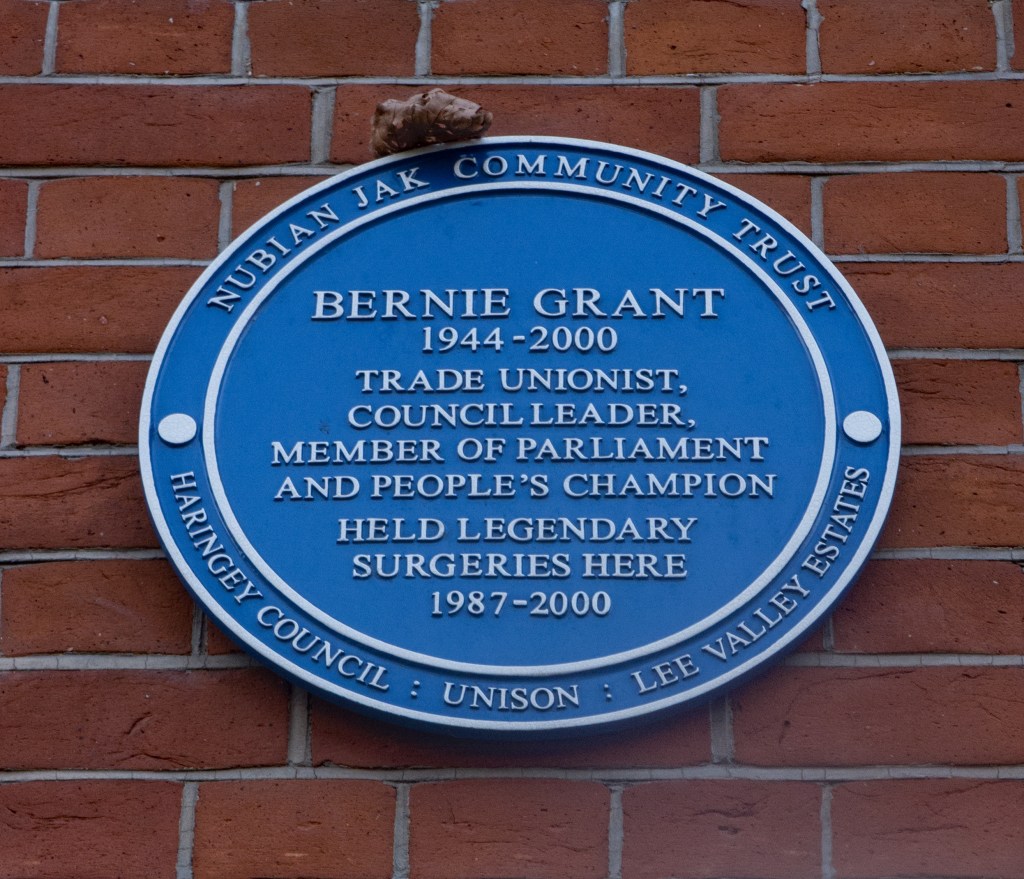 NUBIAN JAK COMMUNITY TRUST
BERNIE GRANT
1944-2000
TRADE UNIONIST,
COUNCIL LEADER,
MEMBER OF PARLIAMENT
AND PEOPLE'S CHAMPION
HELD LEGENDARY
SURGERIES HERE
1987-2000
HARINGEY COUNCIL : UNISON : LEE VALLEY ESTATES